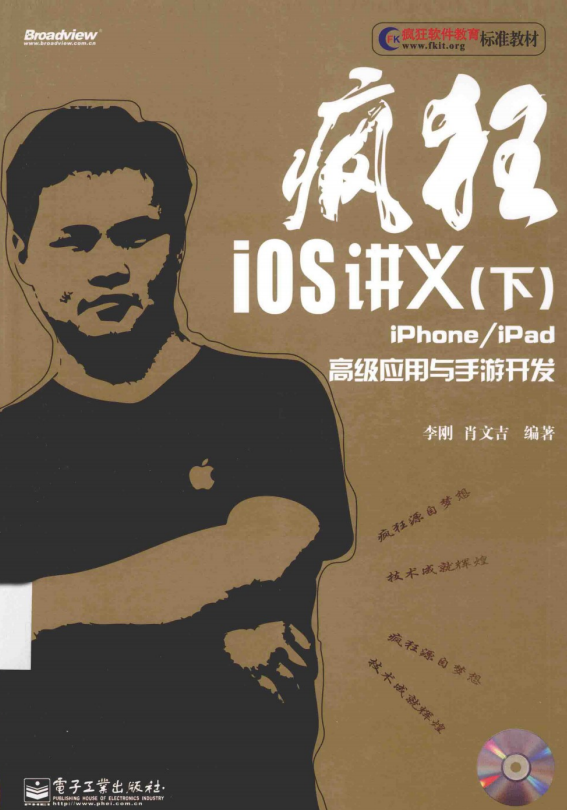 Broadview
www.broadview.com.cn
FK 疯狂软件教育 标准教材
www.fkit.org
疯狂
iOS 讲义(下)
iPhone/iPad
高级应用与手游开发
李刚 肖文吉 编著
疯狂源自梦想
技术成就辉煌
疯狂源自梦想
技术成就辉煌
電子工業出版社·
PUBLISHING HOUSE OF ELECTRONICS INDUSTRY
http://www.phei.com.cn